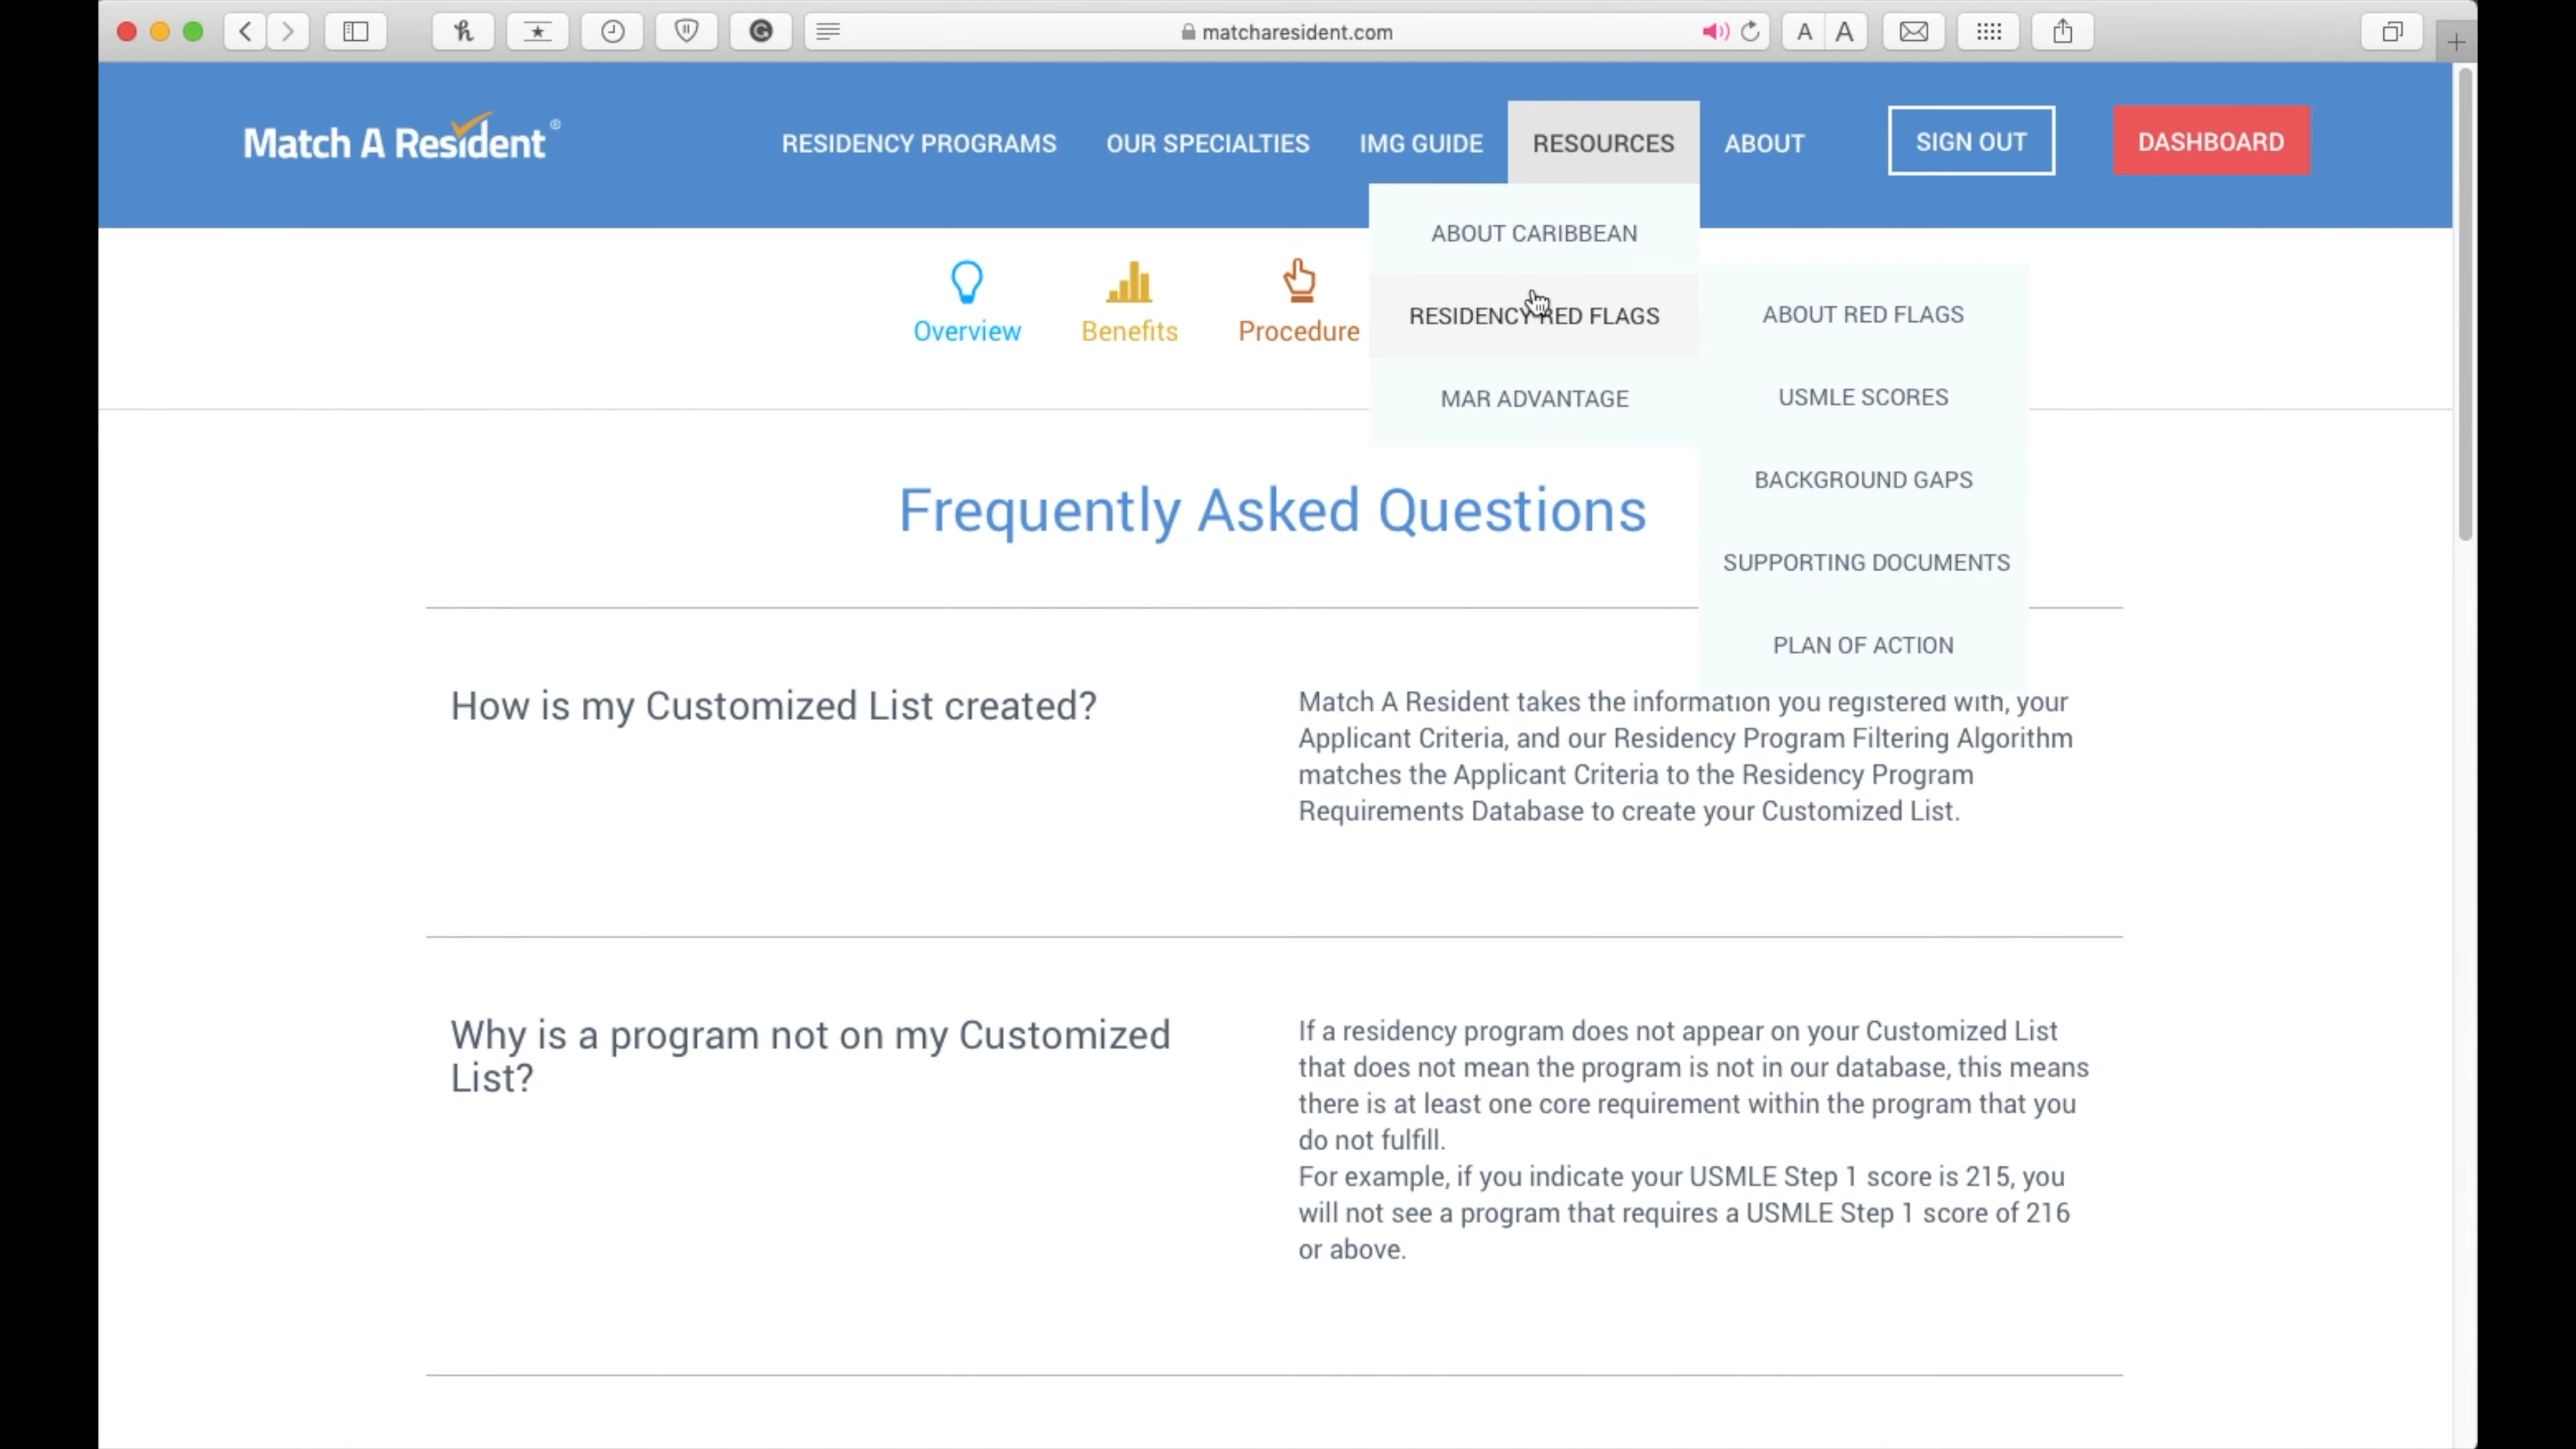 matcharesident.com
A A
Match A Resident®
RESIDENCY PROGRAMS
OUR SPECIALTIES
IMG GUIDE
RESOURCES
ABOUT
SIGN OUT
DASHBOARD
ABOUT CARIBBEAN
RESIDENCY RED FLAGS
MAR ADVANTAGE
ABOUT RED FLAGS
USMLE SCORES
BACKGROUND GAPS
SUPPORTING DOCUMENTS
PLAN OF ACTION
Overview
Benefits
Procedure
Frequently Asked Questions
How is my Customized List created?
Match A Resident takes the information you registered with, your
Applicant Criteria, and our Residency Program Filtering Algorithm
matches the Applicant Criteria to the Residency Program
Requirements Database to create your Customized List.
Why is a program not on my Customized
List?
If a residency program does not appear on your Customized List
that does not mean the program is not in our database, this means
there is at least one core requirement within the program that you
do not fulfill.
For example, if you indicate your USMLE Step 1 score is 215, you
will not see a program that requires a USMLE Step 1 score of 216
or above.